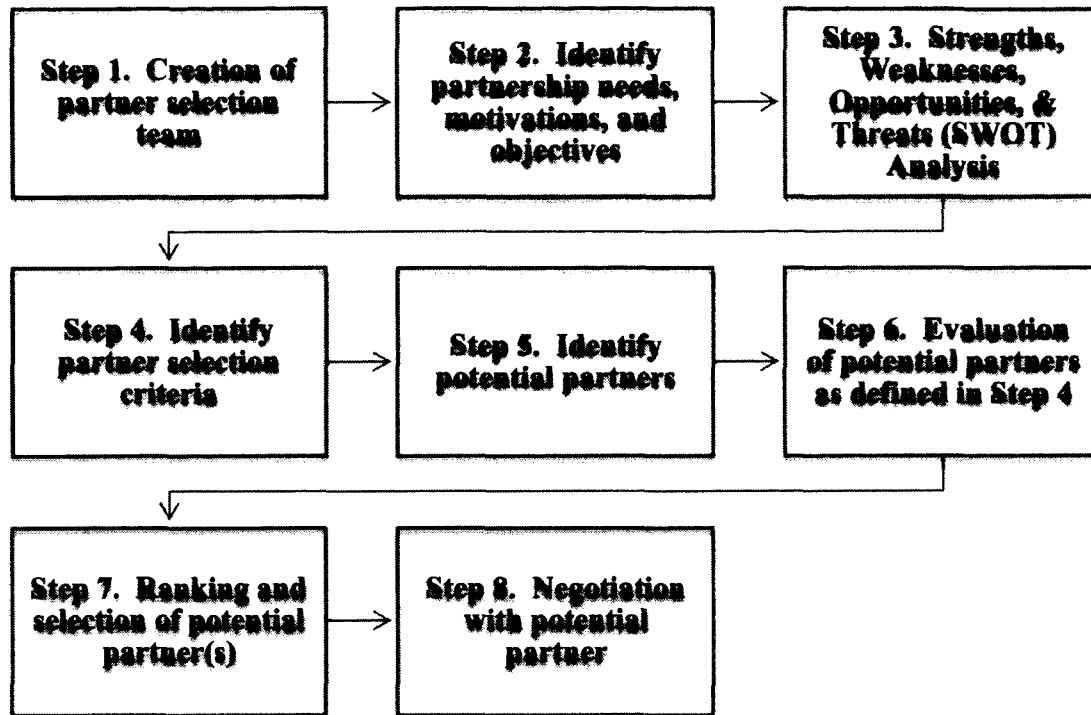 Step 1. Creation of
partner selection
team
Step 2. Identify
partnership needs,
motivations, and
objectives
Step 3. Strengths,
Weaknesses,
Opportunities, &
Threats (SWOT)
Analysis
Step 4. Identify
partner selection
criteria
Step 5. Identify
potential partners
Step 6. Evaluation
of potential partners
as defined in Step 4
Step 7. Ranking and
selection of potential
partner(s)
Step 8. Negotiation
with potential
partner